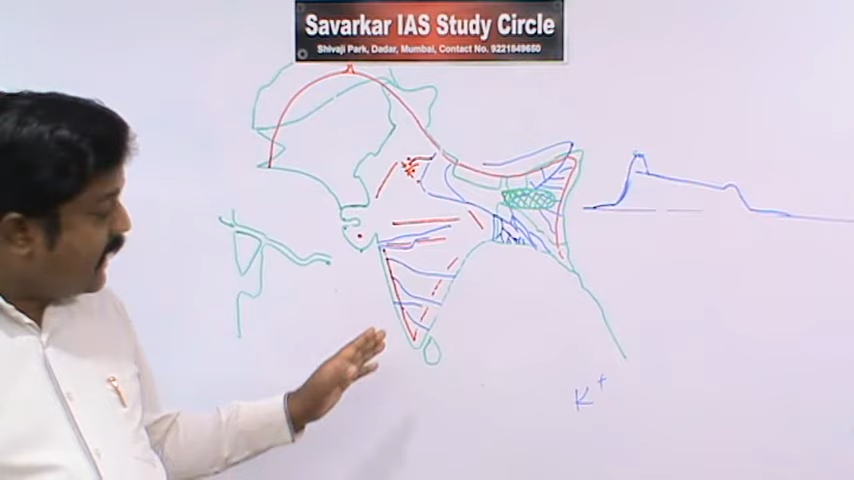 Savarkar IAS Study Circle
Shivaji Park, Dadar, Mumbai, Contact No. 9221849650
K+